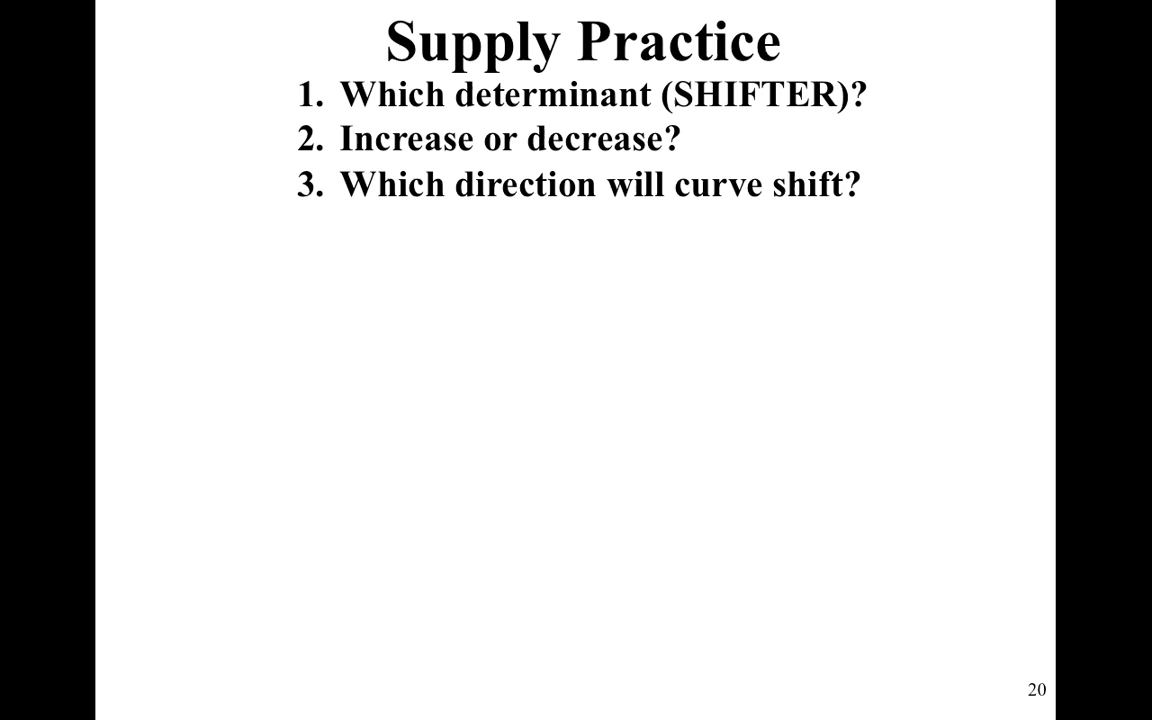 Supply Practice
1. Which determinant (SHIFTER)?
2. Increase or decrease?
3. Which direction will curve shift?
20